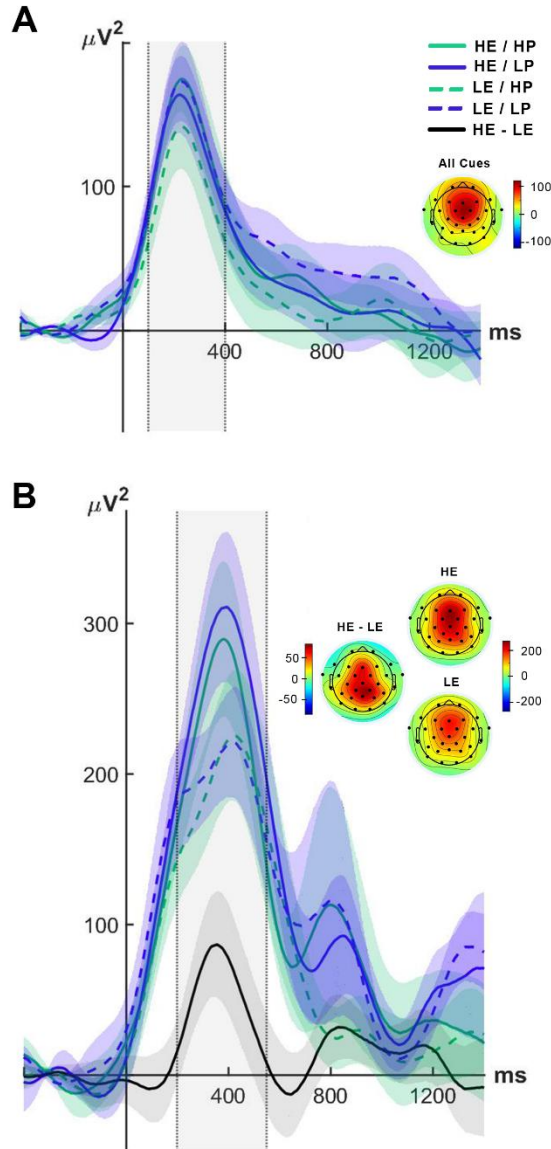 A
μV²
HE / HP
HE / LP
LE / HP
LE / LP
HE - LE
All Cues
100
0
-100
100
400
800
1200
ms
B
μV²
300
200
100
HE
HE - LE
50
0
-50
200
0
-200
LE
400
800
1200
ms